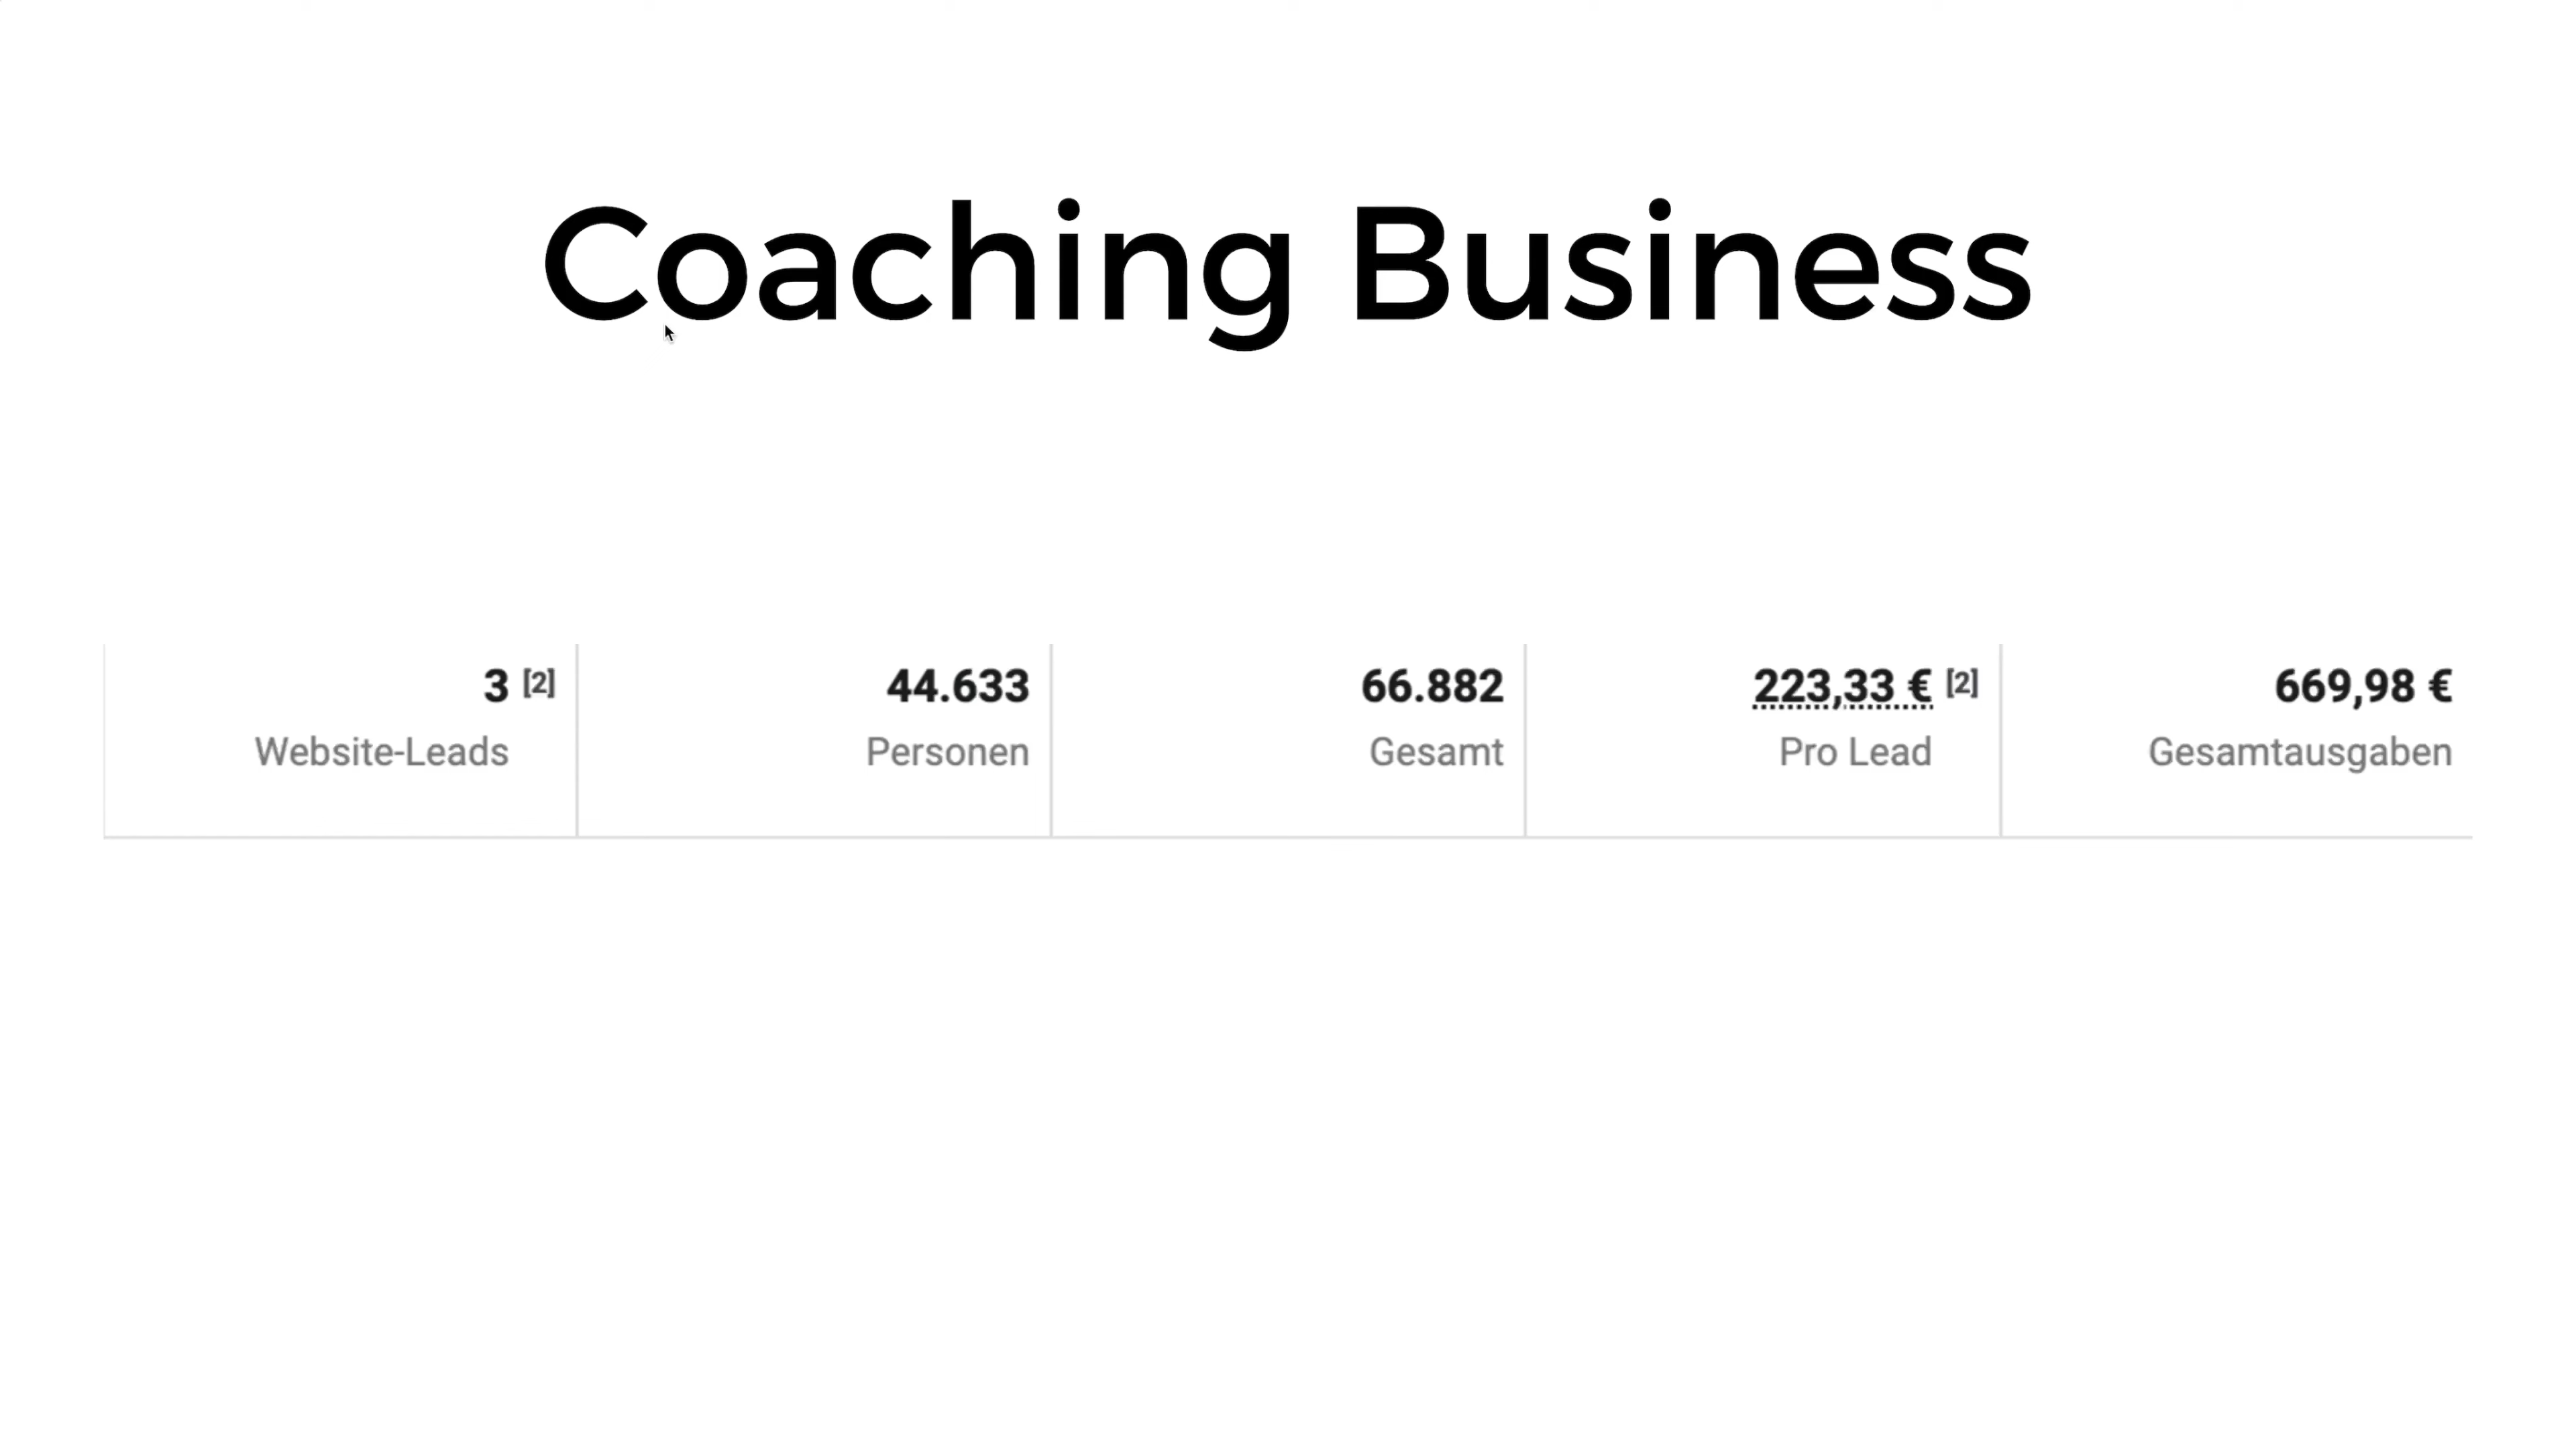 Coaching Business
3 [2] 44.633 66.882 223,33 € [2] 669,98 €
Website-Leads Personen Gesamt Pro Lead Gesamtausgaben